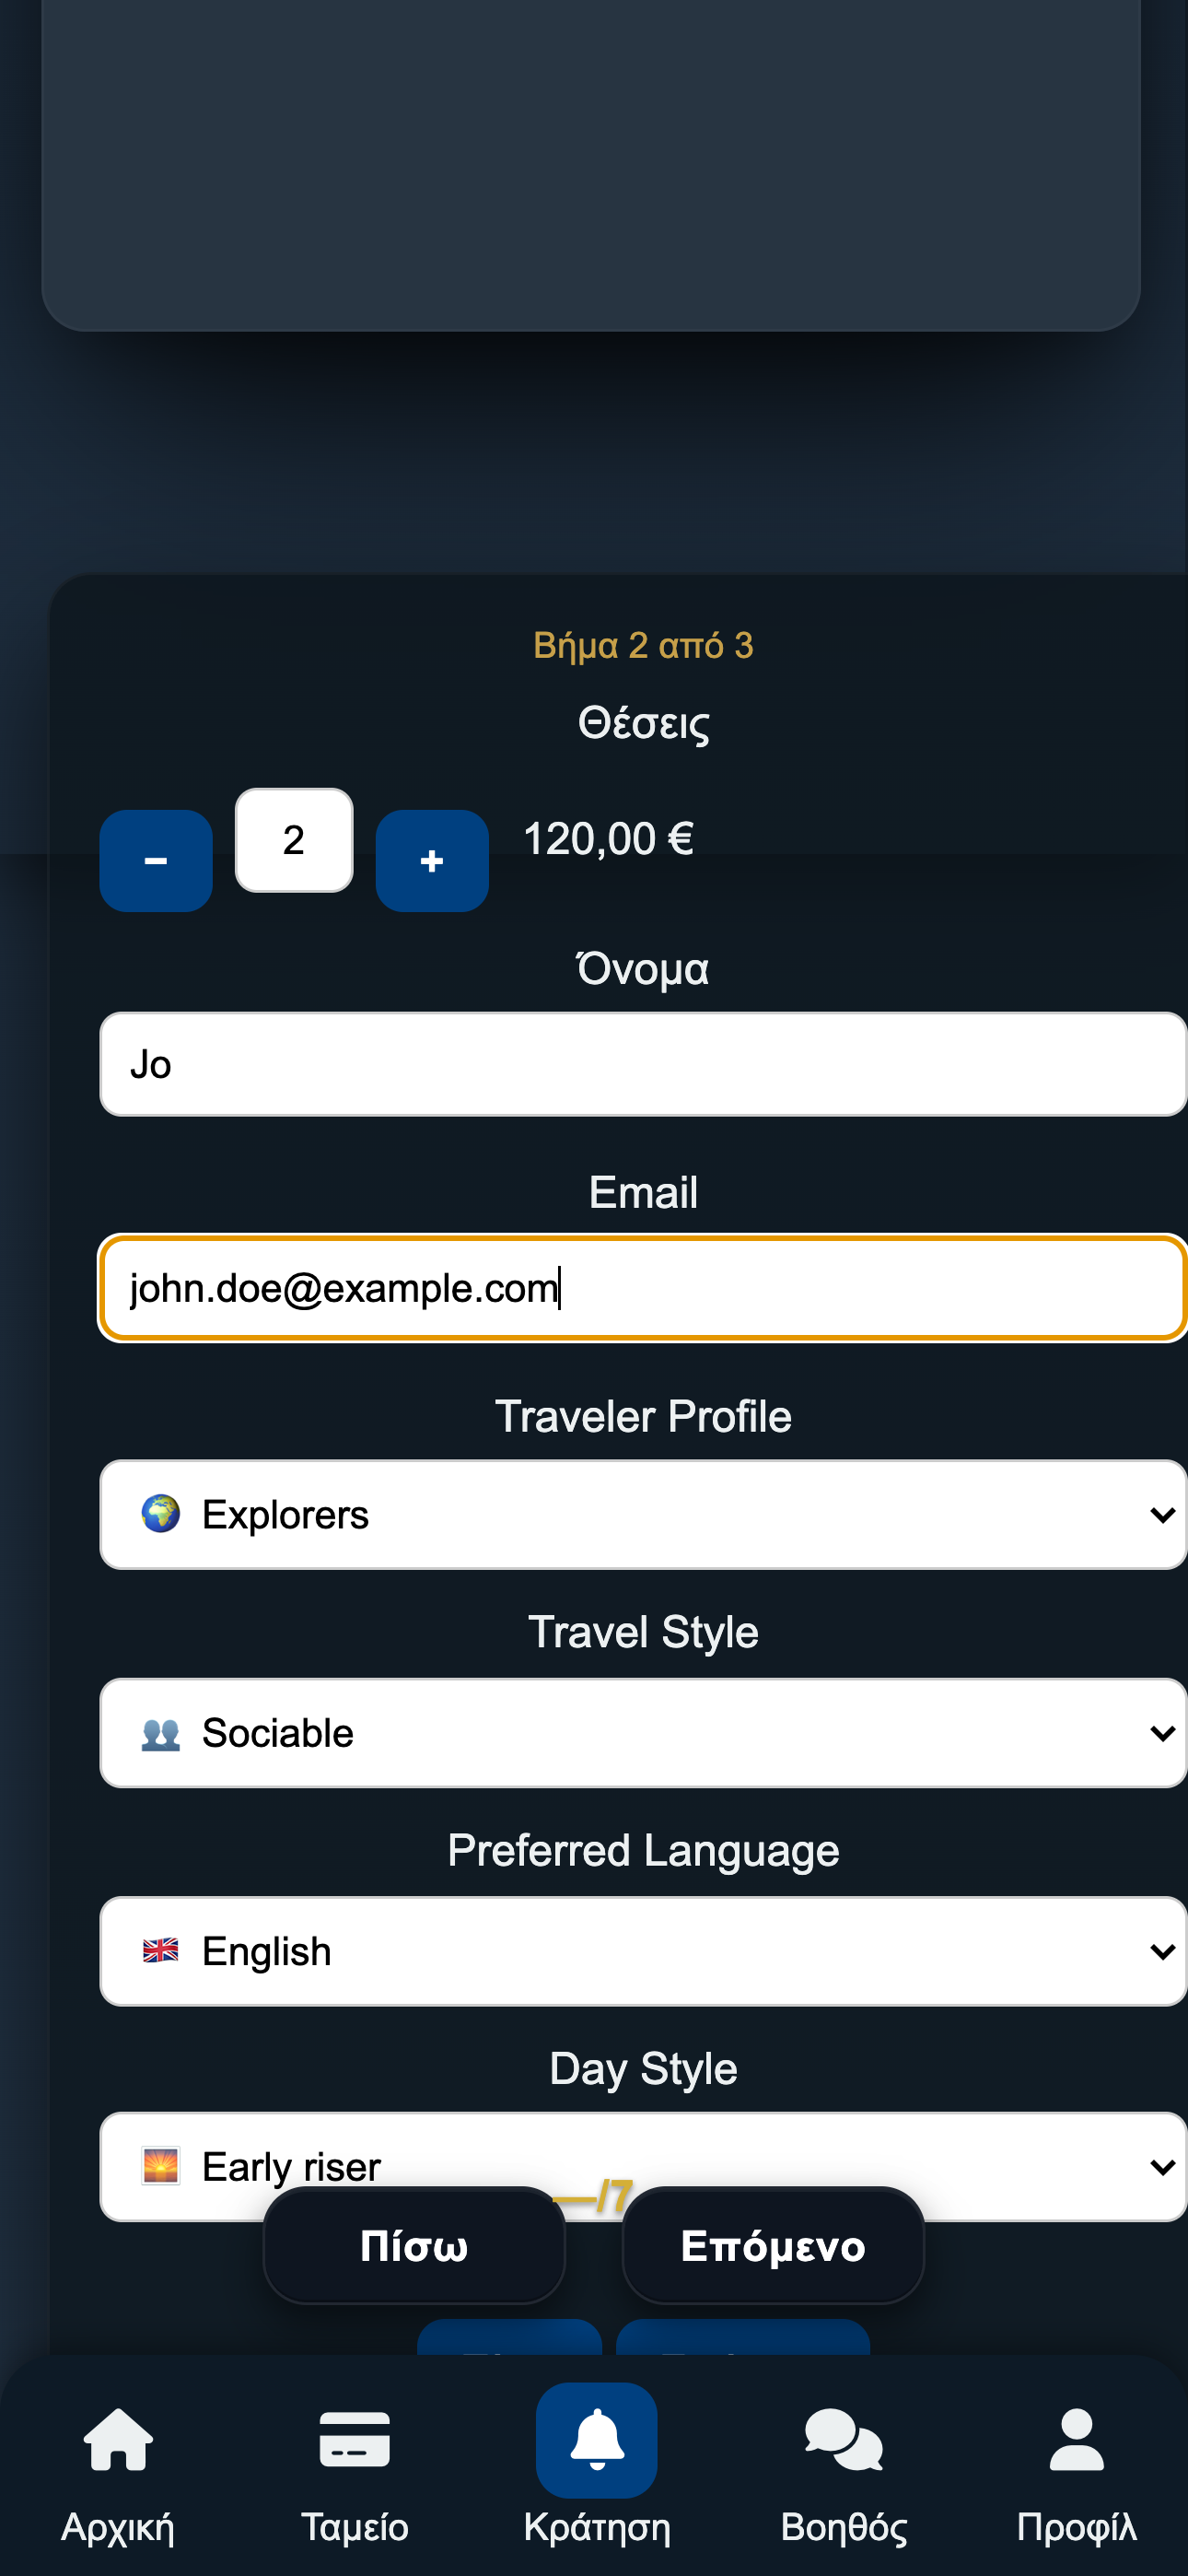 Βήμα 2 από 3
Θέσεις
− 2 + 120,00 €
Όνομα
Jo
Email
john.doe@example.com
Traveler Profile
Explorers
Travel Style
Sociable
Preferred Language
English
Day Style
Early riser
—/7
Πίσω Επόμενο
Αρχική Ταμείο Κράτηση Βοηθός Προφίλ